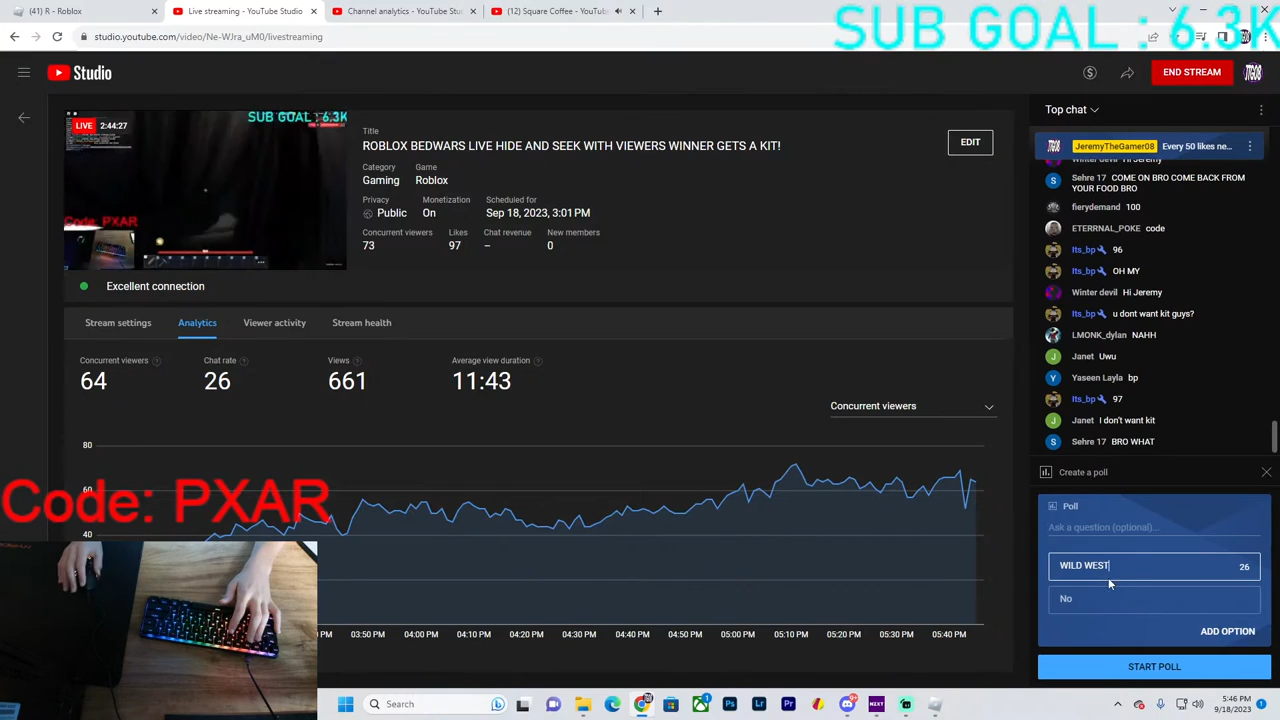 (41) R - Roblox
Live streaming - YouTube Studio
Channel analytics - YouTube Studio
(12) Square Coffee - YouTube
studio.youtube.com/video/Ne-WJra_uM0/livestreaming
SUB GOAL : 6.3K
Studio
END STREAM
LIVE 2:44:27
SUB GOAL : 6.3K
Code: PXAR
Title
ROBLOX BEDWARS LIVE HIDE AND SEEK WITH VIEWERS WINNER GETS A KIT!
EDIT
Category Game
Gaming Roblox
Privacy Monetization Scheduled for
Public On Sep 18, 2023, 3:01 PM
Concurrent viewers Likes Chat revenue New members
73 97 – 0
Excellent connection
Stream settings Analytics Viewer activity Stream health
Concurrent viewers Chat rate Views Average view duration
64 26 661 11:43
Concurrent viewers
80
60
40
03:50 PM 04:00 PM 04:10 PM 04:20 PM 04:30 PM 04:40 PM 04:50 PM 05:00 PM 05:10 PM 05:20 PM 05:30 PM 05:40 PM
Code: PXAR
Top chat
JeremyTheGamer08 Every 50 likes ne...
Winter devil Hi Jeremy
Sehre 17 COME ON BRO COME BACK FROM
YOUR FOOD BRO
fierydemand 100
ETERRNAL_POKE code
Its_bp 96
Its_bp OH MY
Winter devil Hi Jeremy
Its_bp u dont want kit guys?
LMONK_dylan NAHH
Janet Uwu
Yaseen Layla bp
Its_bp 97
Janet I don't want kit
Sehre 17 BRO WHAT
Create a poll
Poll
Ask a question (optional)...
WILD WEST 26
No
ADD OPTION
START POLL
Search
5:46 PM
9/18/2023